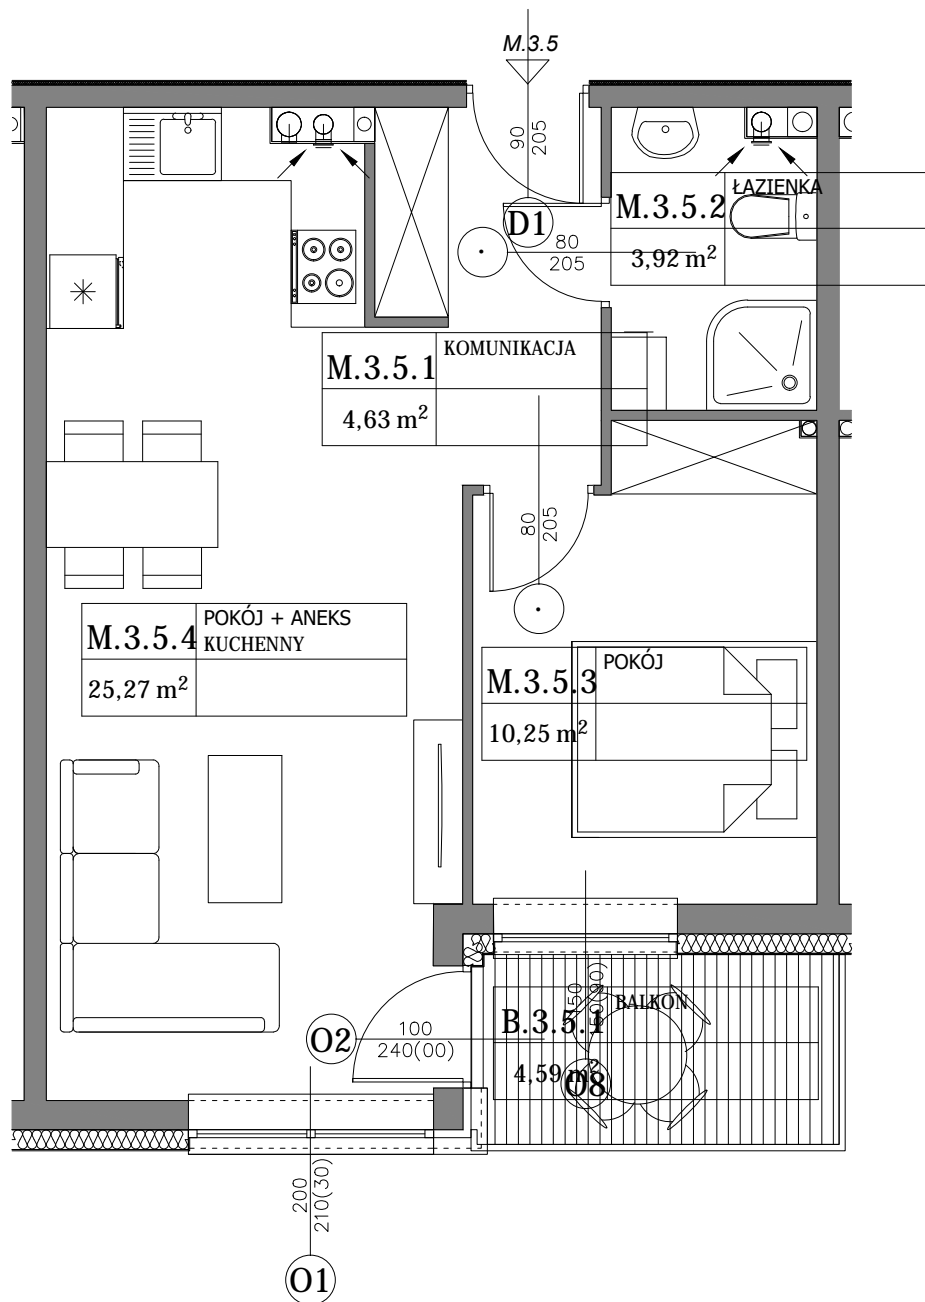 M.3.5
90
205
ŁAZIENKA
M.3.5.2
3,92 m²
D1
80
205
KOMUNIKACJA
M.3.5.1
4,63 m²
80
205
POKÓJ + ANEKS
KUCHENNY
M.3.5.4
25,27 m²
POKÓJ
M.3.5.3
10,25 m²
BALKON
B.3.5.1
4,59 m²
O8
100
240(00)
O2
200
210(30)
O1